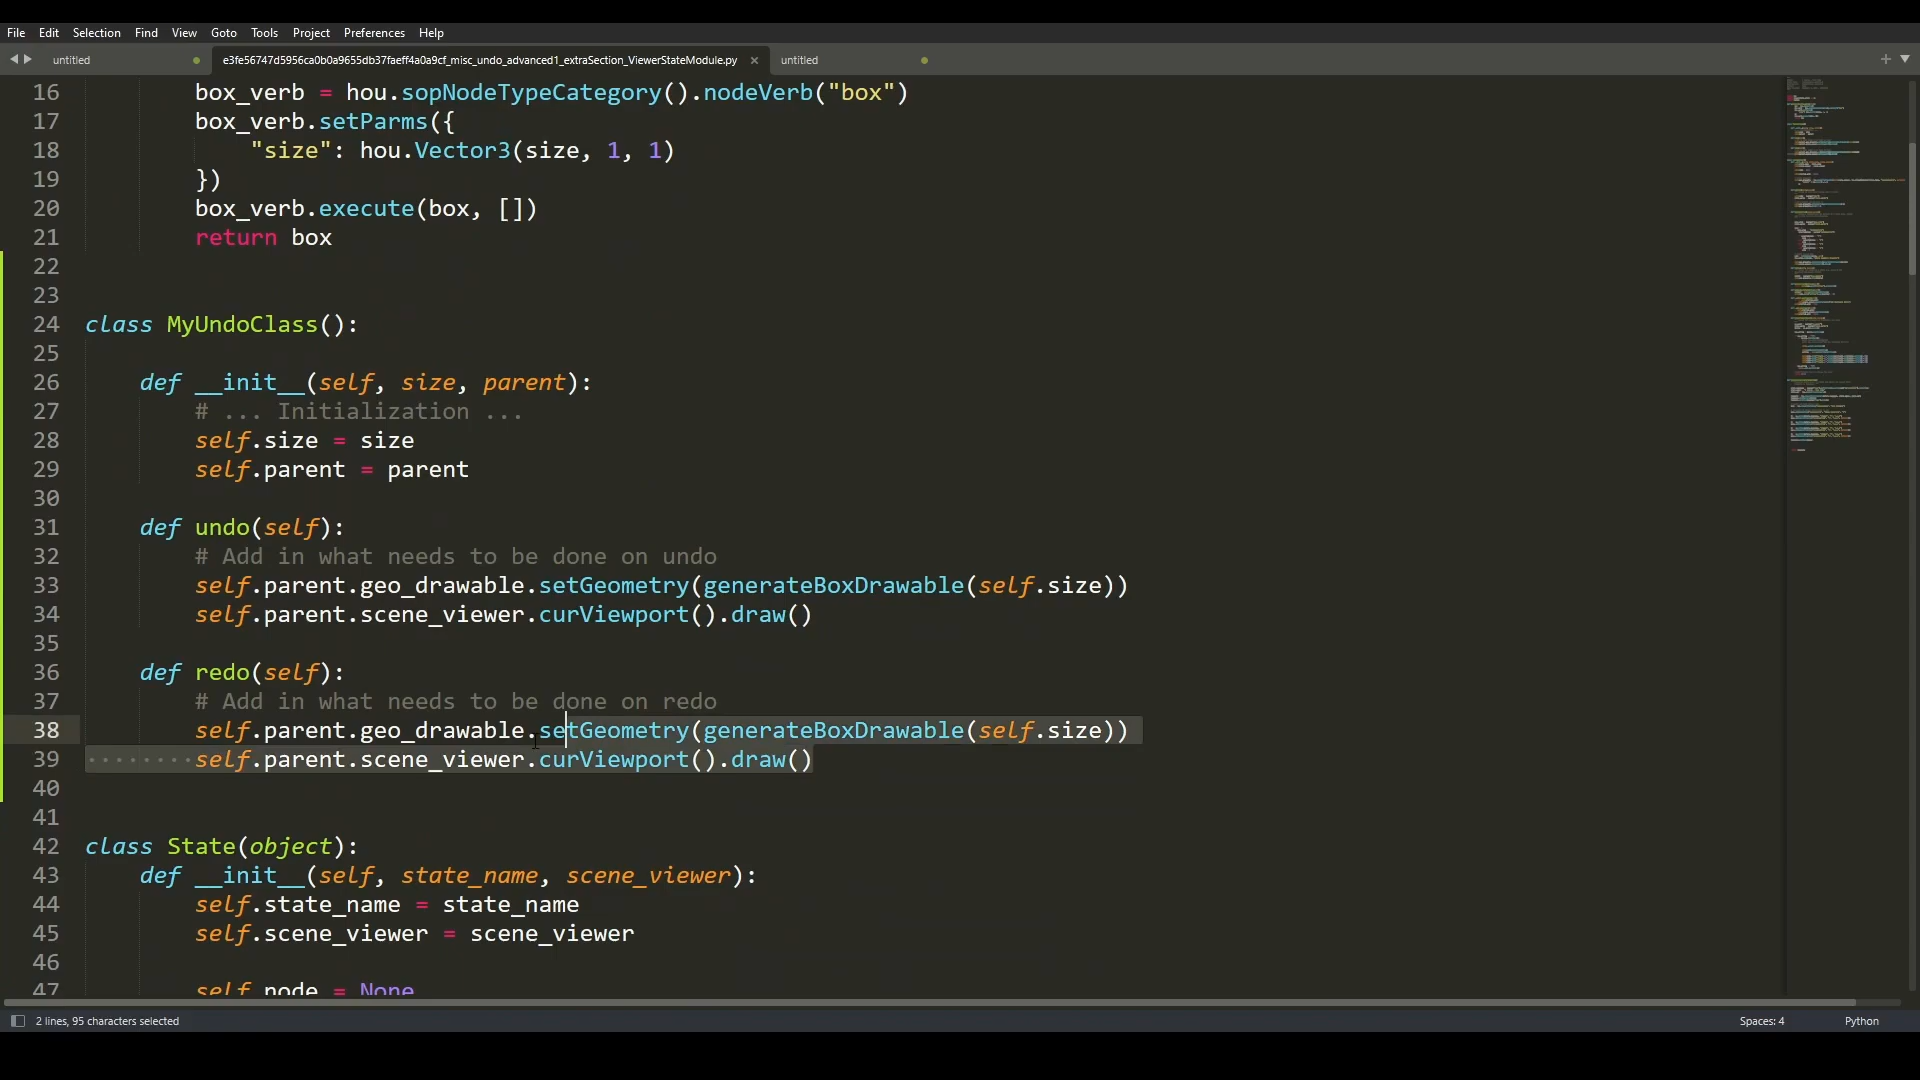 File Edit Selection Find View Goto Tools Project Preferences Help
untitled e3fe56747d5956ca0b0a9655db37faeff4a0a9cf_misc_undo_advanced1_extraSection_ViewerStateModule.py × untitled
16 box_verb = hou.sopNodeTypeCategory().nodeVerb("box")
17 box_verb.setParms({
18 "size": hou.Vector3(size, 1, 1)
19 })
20 box_verb.execute(box, [])
21 return box
22
23
24 class MyUndoClass():
25
26 def __init__(self, size, parent):
27 # ... Initialization ...
28 self.size = size
29 self.parent = parent
30
31 def undo(self):
32 # Add in what needs to be done on undo
33 self.parent.geo_drawable.setGeometry(generateBoxDrawable(self.size))
34 self.parent.scene_viewer.curViewport().draw()
35
36 def redo(self):
37 # Add in what needs to be done on redo
38 self.parent.geo_drawable.setGeometry(generateBoxDrawable(self.size))
39 self.parent.scene_viewer.curViewport().draw()
40
41
42 class State(object):
43 def __init__(self, state_name, scene_viewer):
44 self.state_name = state_name
45 self.scene_viewer = scene_viewer
46
47 self.node = None
2 lines, 95 characters selected Spaces: 4 Python